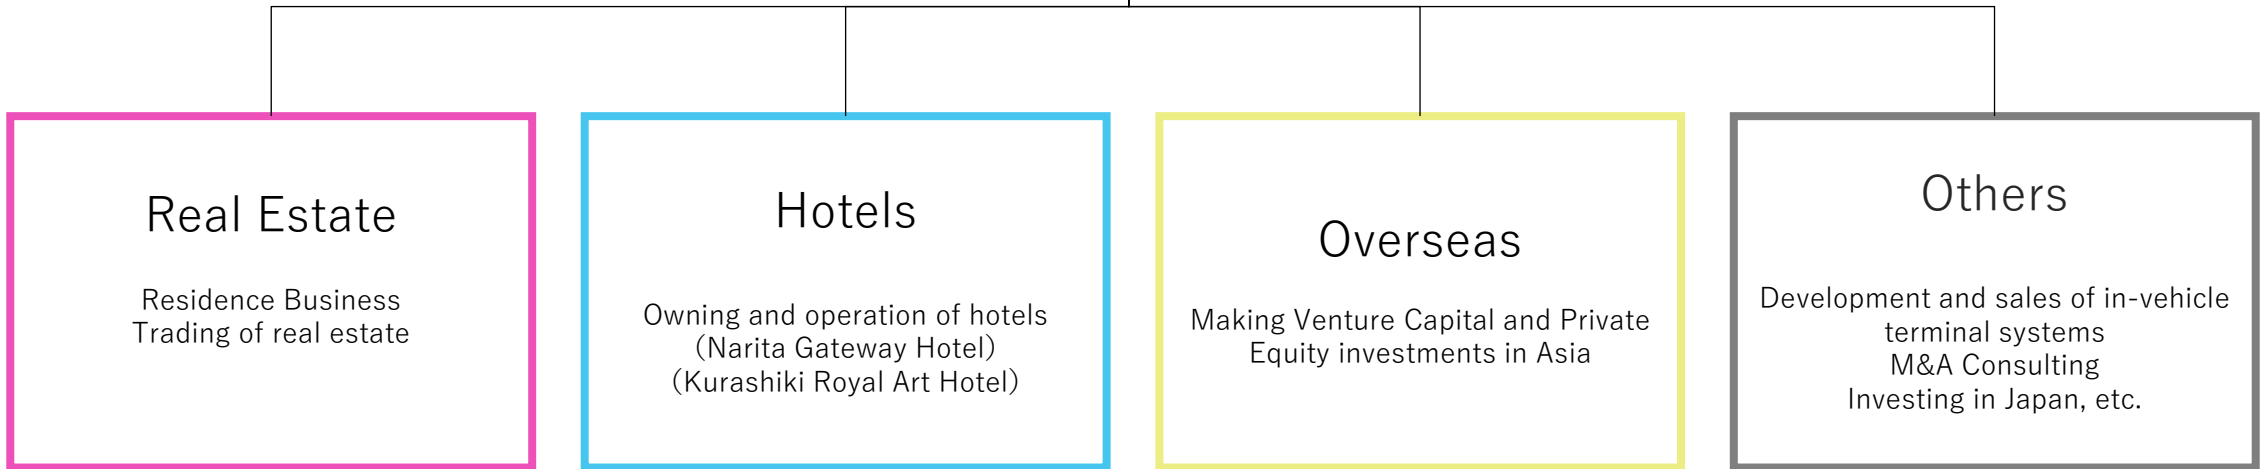 Real Estate
Residence Business
Trading of real estate
Hotels
Owning and operation of hotels
(Narita Gateway Hotel)
(Kurashiki Royal Art Hotel)
Overseas
Making Venture Capital and Private
Equity investments in Asia
Others
Development and sales of in-vehicle
terminal systems
M&A Consulting
Investing in Japan, etc.